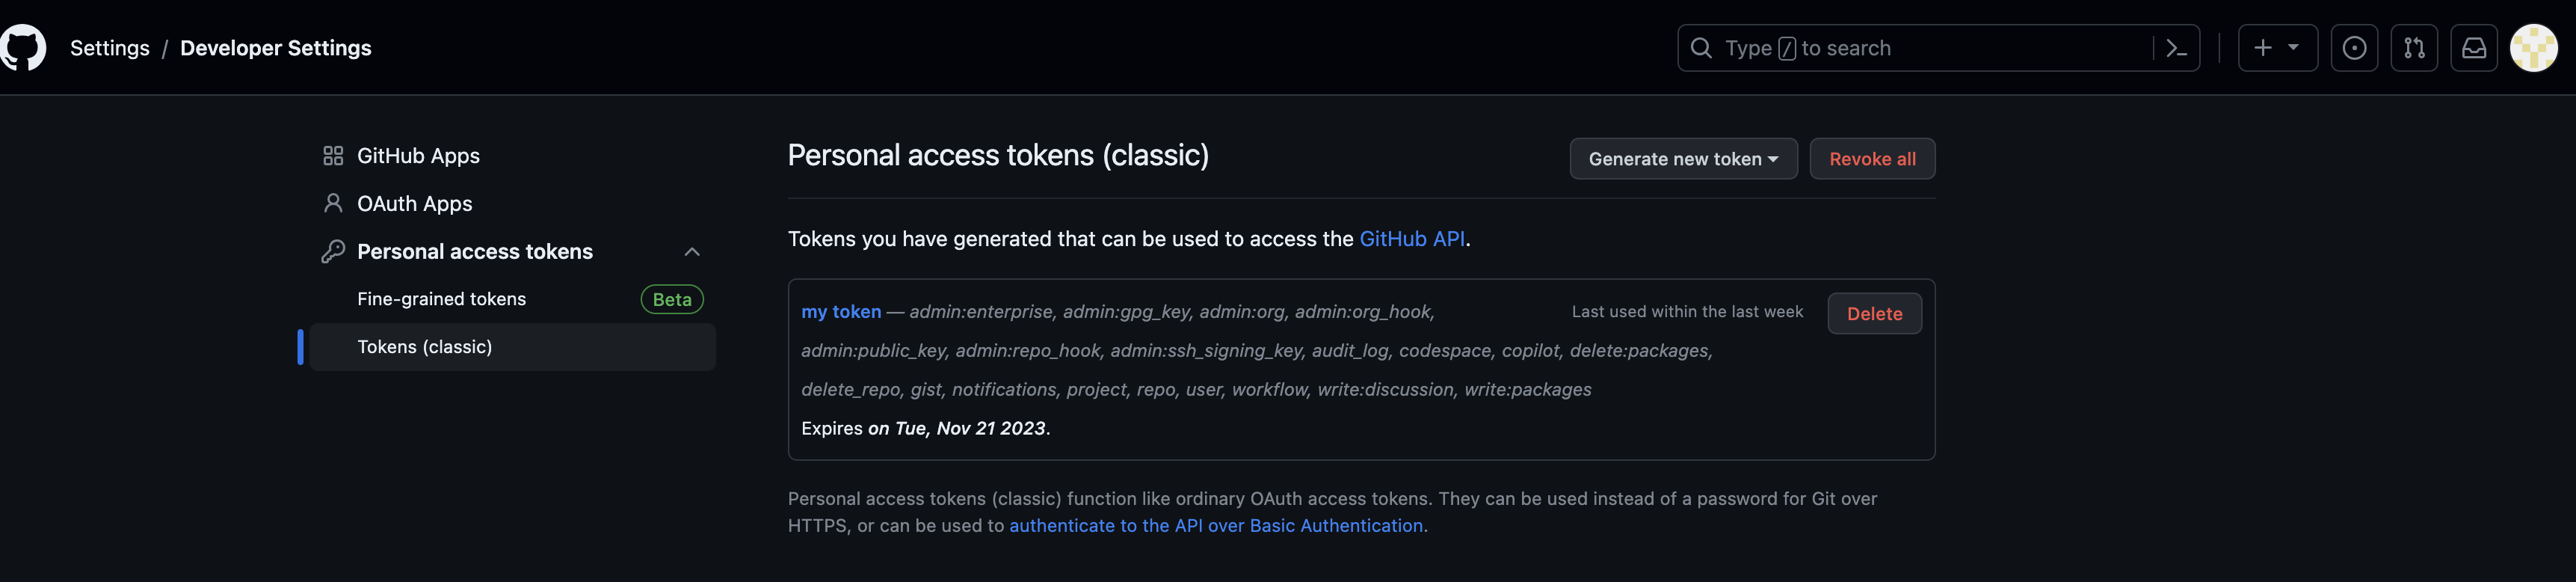 Settings / Developer Settings
Type / to search
GitHub Apps
OAuth Apps
Personal access tokens
Fine-grained tokens Beta
Tokens (classic)
Personal access tokens (classic)
Generate new token
Revoke all
Tokens you have generated that can be used to access the GitHub API.
my token — admin:enterprise, admin:gpg_key, admin:org, admin:org_hook,
Last used within the last week
Delete
admin:public_key, admin:repo_hook, admin:ssh_signing_key, audit_log, codespace, copilot, delete:packages,
delete_repo, gist, notifications, project, repo, user, workflow, write:discussion, write:packages
Expires on Tue, Nov 21 2023.
Personal access tokens (classic) function like ordinary OAuth access tokens. They can be used instead of a password for Git over
HTTPS, or can be used to authenticate to the API over Basic Authentication.